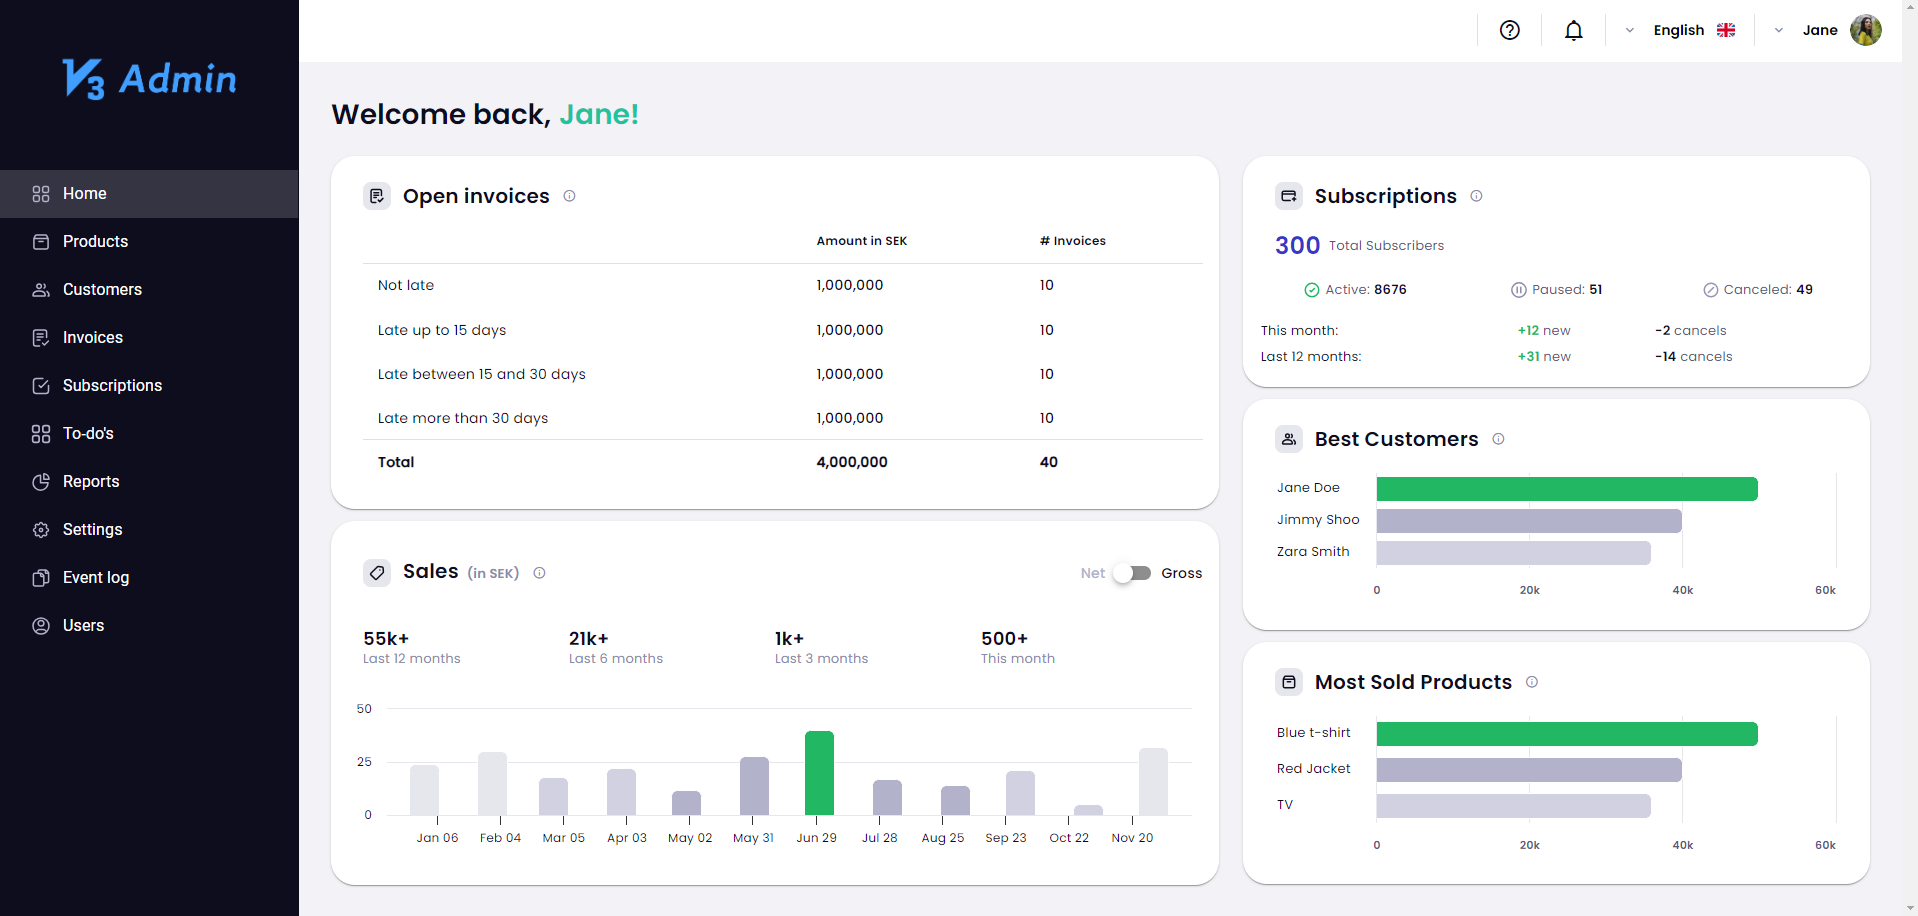 V3 Admin
Home
Products
Customers
Invoices
Subscriptions
To-do's
Reports
Settings
Event log
Users
English
Jane
Welcome back, Jane!
Open invoices
Amount in SEK # Invoices
Not late 1,000,000 10
Late up to 15 days 1,000,000 10
Late between 15 and 30 days 1,000,000 10
Late more than 30 days 1,000,000 10
Total 4,000,000 40
Sales (in SEK)
Net Gross
55k+ 21k+ 1k+ 500+
Last 12 months Last 6 months Last 3 months This month
50
25
0
Jan 06 Feb 04 Mar 05 Apr 03 May 02 May 31 Jun 29 Jul 28 Aug 25 Sep 23 Oct 22 Nov 20
Subscriptions
300 Total Subscribers
Active: 8676 Paused: 51 Canceled: 49
This month: +12 new -2 cancels
Last 12 months: +31 new -14 cancels
Best Customers
Jane Doe
Jimmy Shoo
Zara Smith
0 20k 40k 60k
Most Sold Products
Blue t-shirt
Red Jacket
TV
0 20k 40k 60k